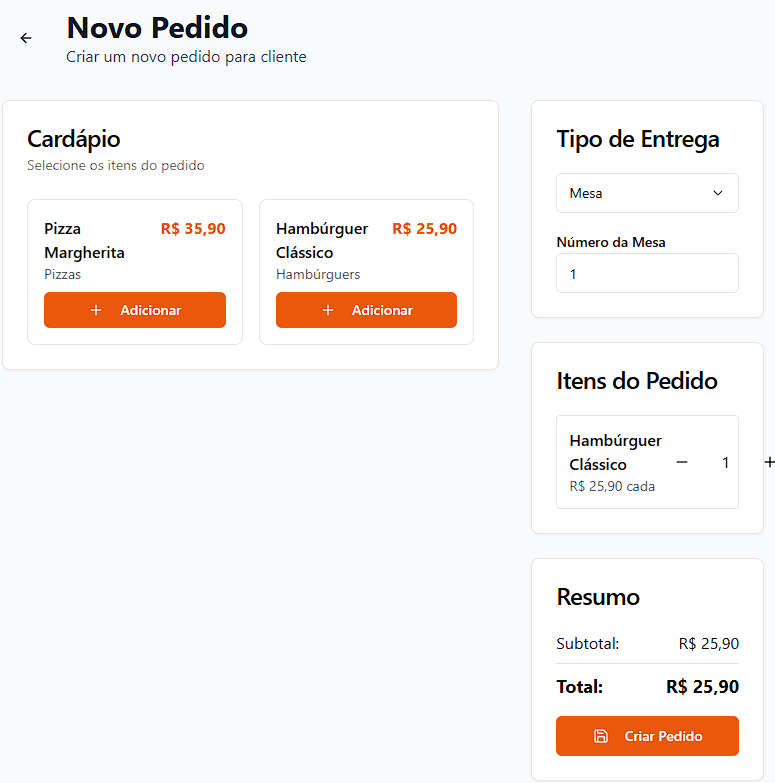 Novo Pedido
Criar um novo pedido para cliente
Cardápio
Selecione os itens do pedido
Pizza
Margherita
R$ 35,90
Pizzas
Adicionar
Hambúrguer
Clássico
R$ 25,90
Hambúrguers
Adicionar
Tipo de Entrega
Mesa
Número da Mesa
1
Itens do Pedido
Hambúrguer
Clássico
R$ 25,90 cada
1
Resumo
Subtotal: R$ 25,90
Total: R$ 25,90
Criar Pedido